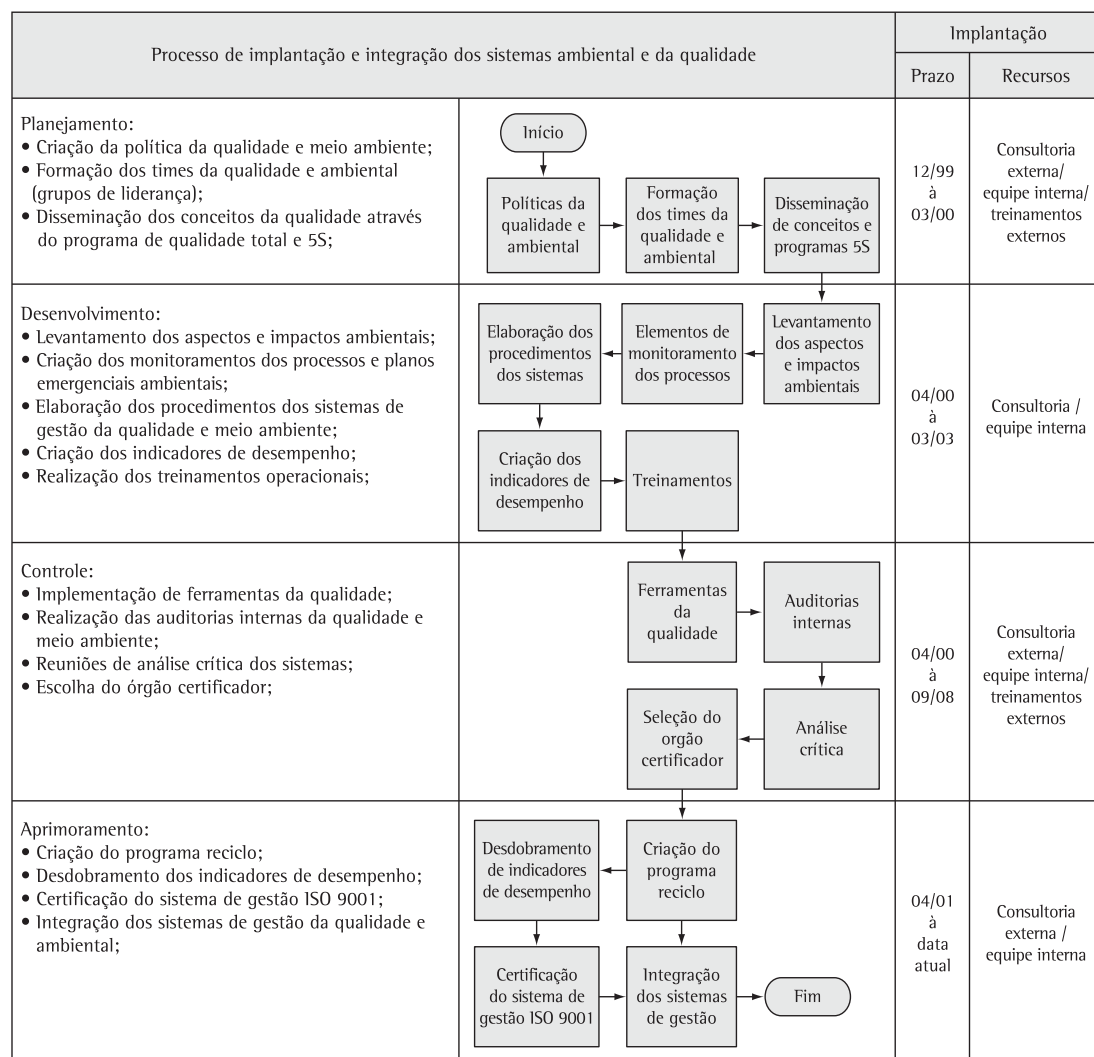 Processo de implantação e integração dos sistemas ambiental e da qualidade
Implantação
Prazo
Recursos
Planejamento:
• Criação da política da qualidade e meio ambiente;
• Formação dos times da qualidade e ambiental
(grupos de liderança);
• Disseminação dos conceitos da qualidade através
do programa de qualidade total e 5S;
Início
Políticas da
qualidade e
ambiental
Formação
dos times da
qualidade e
ambiental
Disseminação
de conceitos e
programas 5S
12/99
à
03/00
Consultoria
externa/
equipe interna/
treinamentos
externos
Desenvolvimento:
• Levantamento dos aspectos e impactos ambientais;
• Criação dos monitoramentos dos processos e planos
emergenciais ambientais;
• Elaboração dos procedimentos dos sistemas de
gestão da qualidade e meio ambiente;
• Criação dos indicadores de desempenho;
• Realização dos treinamentos operacionais;
Elaboração dos
procedimentos
dos sistemas
Elementos de
monitoramento
dos processos
Levantamento
dos aspectos
e impactos
ambientais
Criação dos
indicadores de
desempenho
Treinamentos
04/00
à
03/03
Consultoria /
equipe interna
Controle:
• Implementação de ferramentas da qualidade;
• Realização das auditorias internas da qualidade e
meio ambiente;
• Reuniões de análise crítica dos sistemas;
• Escolha do órgão certificador;
Ferramentas
da
qualidade
Auditorias
internas
Seleção do
orgão
certificador
Análise
crítica
04/00
à
09/08
Consultoria
externa/
equipe interna/
treinamentos
externos
Aprimoramento:
• Criação do programa reciclo;
• Desdobramento dos indicadores de desempenho;
• Certificação do sistema de gestão ISO 9001;
• Integração dos sistemas de gestão da qualidade e
ambiental;
Desdobramento
de indicadores
de desempenho
Criação do
programa
reciclo
Certificação
do sistema de
gestão ISO 9001
Integração
dos sistemas
de gestão
Fim
04/01
à
data
atual
Consultoria
externa /
equipe interna